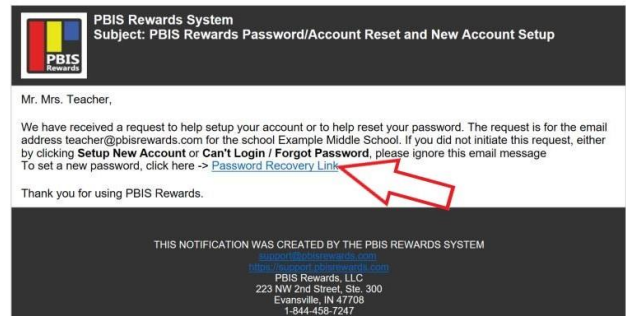 PBIS Rewards System
Subject: PBIS Rewards Password/Account Reset and New Account Setup
PBIS
Rewards
Mr. Mrs. Teacher,
We have received a request to help setup your account or to help reset your password. The request is for the email
address teacher@pbisrewards.com for the school Example Middle School. If you did not initiate this request, either
by clicking Setup New Account or Can't Login / Forgot Password, please ignore this email message
To set a new password, click here -> Password Recovery Link
Thank you for using PBIS Rewards.
THIS NOTIFICATION WAS CREATED BY THE PBIS REWARDS SYSTEM
support@pbisrewards.com
https://support.pbisrewards.com
PBIS Rewards, LLC
223 NW 2nd Street, Ste. 300
Evansville, IN 47708
1-844-458-7247